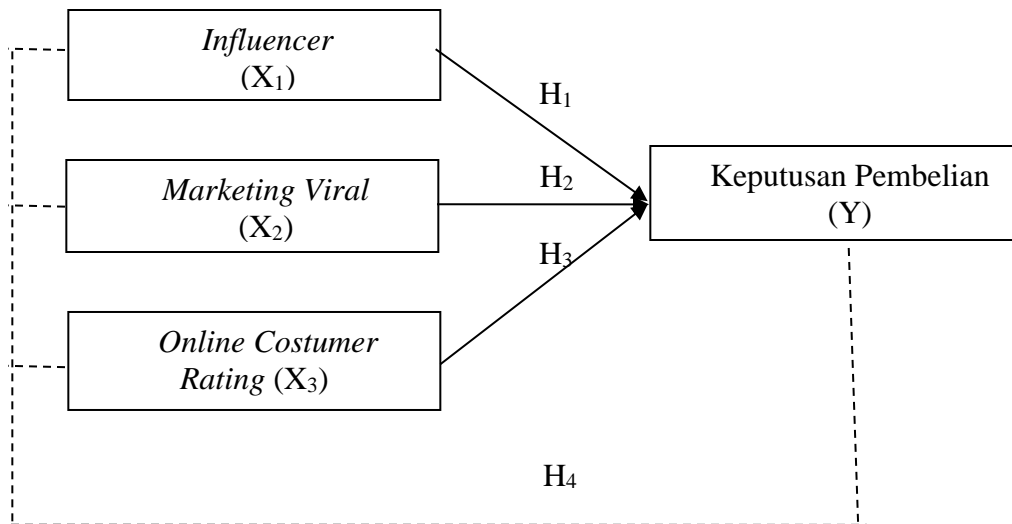 Influencer
(X₁)
H₁
Marketing Viral
(X₂)
H₂
Keputusan Pembelian
(Y)
H₃
Online Costumer
Rating (X₃)
H₄